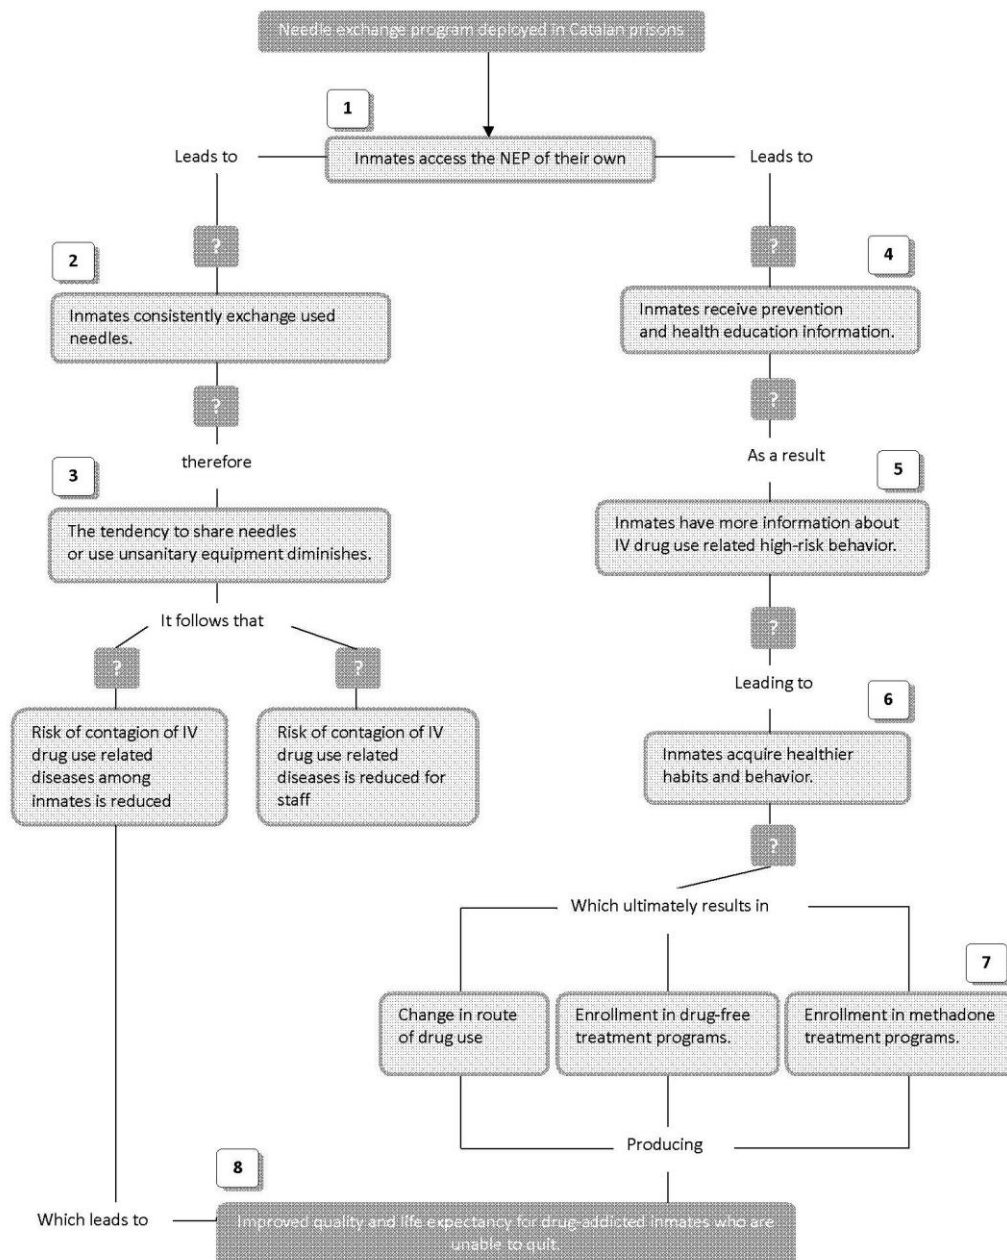 Needle exchange program deployed in Catalan prisons
1
Inmates access the NEP of their own
Leads to
Leads to
?
?
2
4
Inmates consistently exchange used
needles.
Inmates receive prevention
and health education information.
?
?
therefore
As a result
3
5
The tendency to share needles
or use unsanitary equipment diminishes.
Inmates have more information about
IV drug use related high-risk behavior.
It follows that
?
?
?
Leading to
6
Risk of contagion of IV
drug use related
diseases among
inmates is reduced
Risk of contagion of IV
drug use related
diseases is reduced for
staff
Inmates acquire healthier
habits and behavior.
?
Which ultimately results in
7
Change in route
of drug use
Enrollment in drug-free
treatment programs.
Enrollment in methadone
treatment programs.
Producing
8
Which leads to
Improved quality and life expectancy for drug-addicted inmates who are
unable to quit.